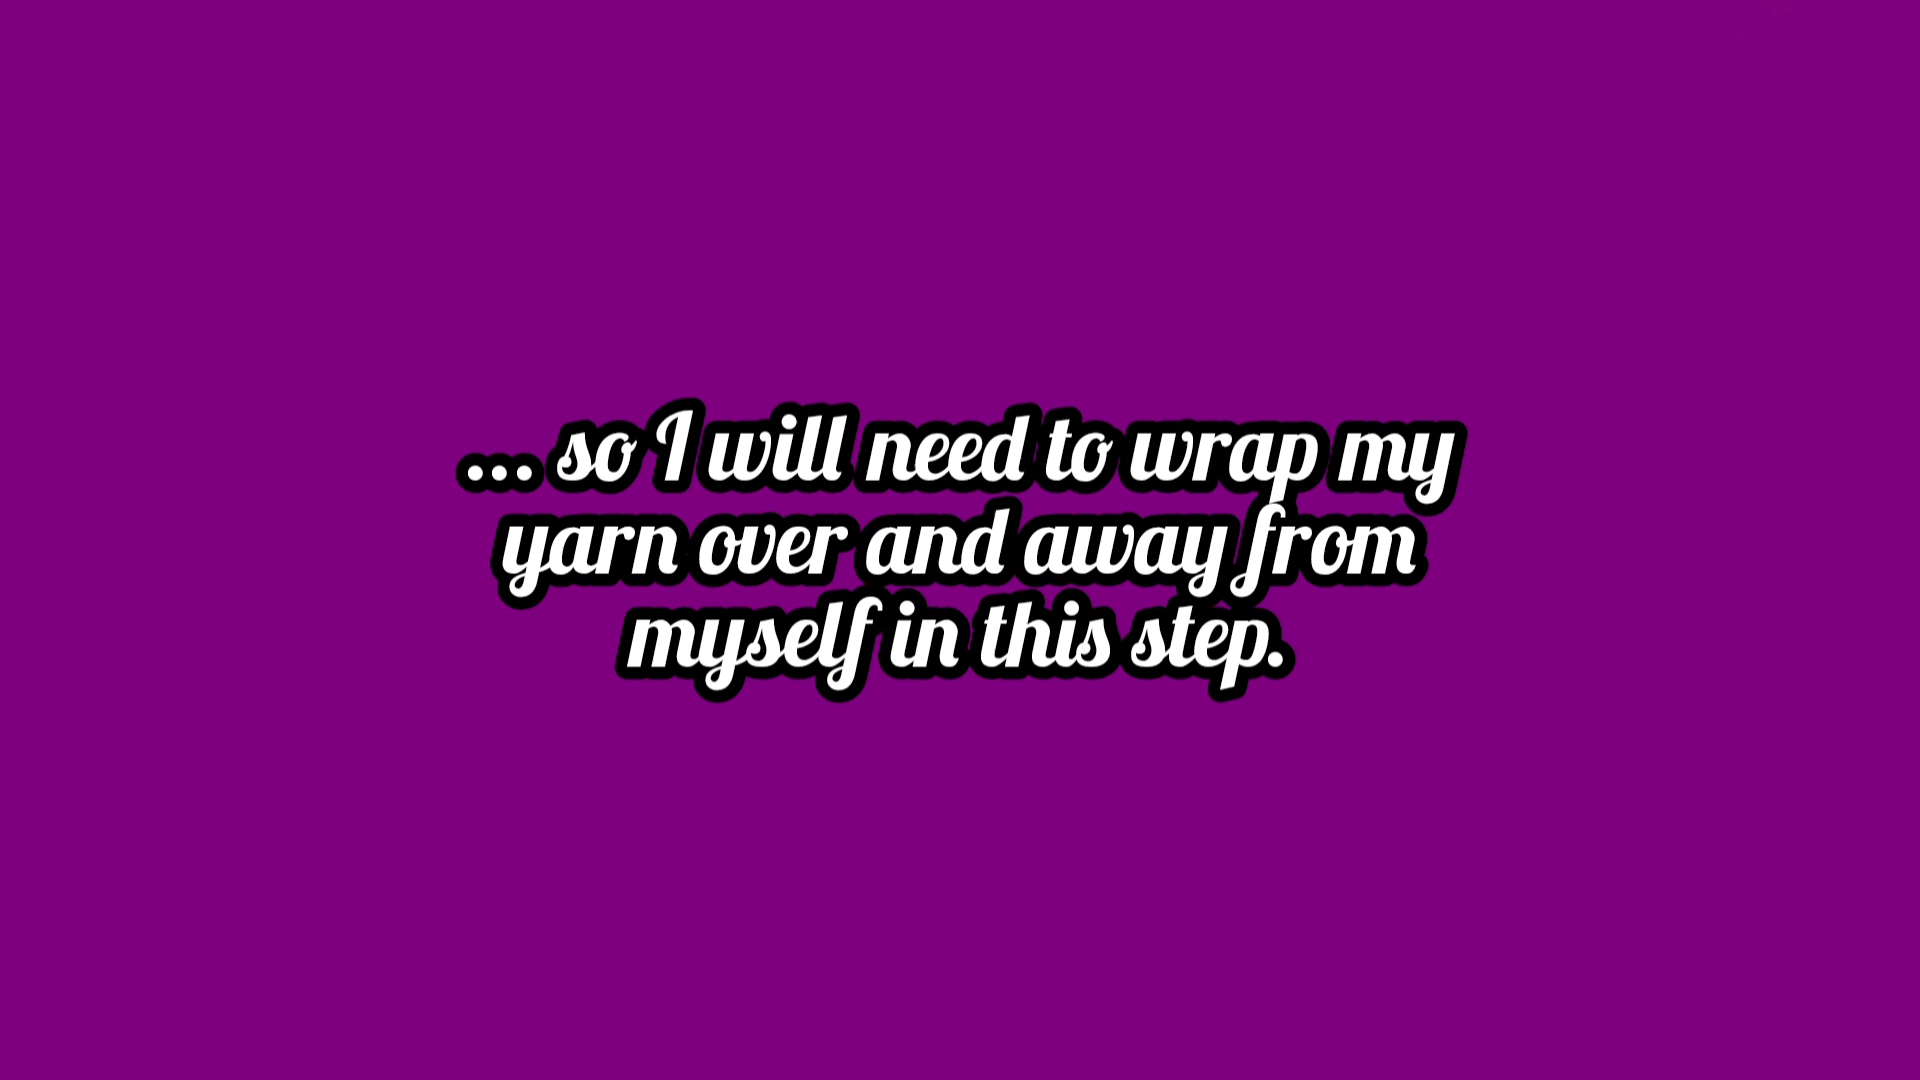 ... so I will need to wrap my
yarn over and away from
myself in this step.